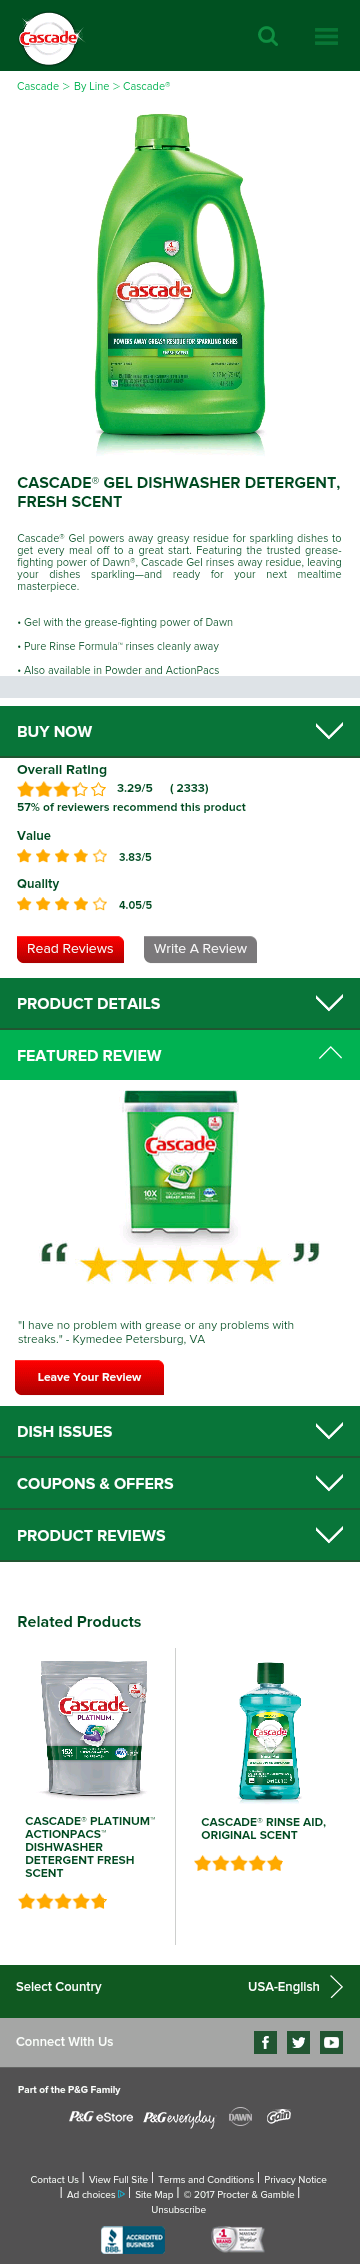 Cascade
Cascade > By Line > Cascade®
Cascade
POWERS AWAY GREASY RESIDUE FOR SPARKLING DISHES
FRESH SCENT
CASCADE® GEL DISHWASHER DETERGENT,
FRESH SCENT
Cascade® Gel powers away greasy residue for sparkling dishes to
get every meal off to a great start. Featuring the trusted grease-
fighting power of Dawn®, Cascade Gel rinses away residue, leaving
your dishes sparkling—and ready for your next mealtime
masterpiece.
• Gel with the grease-fighting power of Dawn
• Pure Rinse Formula™ rinses cleanly away
• Also available in Powder and ActionPacs
BUY NOW
Overall Rating
3.29/5 ( 2333)
57% of reviewers recommend this product
Value
3.83/5
Quality
4.05/5
Read Reviews Write A Review
PRODUCT DETAILS
FEATURED REVIEW
Cascade
10X
“ ”
"I have no problem with grease or any problems with
streaks." - Kymedee Petersburg, VA
Leave Your Review
DISH ISSUES
COUPONS & OFFERS
PRODUCT REVIEWS
Related Products
Cascade
PLATINUM
15X
Cascade
CASCADE® PLATINUM™
ACTIONPACS™
DISHWASHER
DETERGENT FRESH
SCENT
CASCADE® RINSE AID,
ORIGINAL SCENT
Select Country USA-English
Connect With Us
Part of the P&G Family
P&G eStore P&G everyday DAWN Gain
Contact Us | View Full Site | Terms and Conditions | Privacy Notice
| Ad choices | Site Map | © 2017 Procter & Gamble |
Unsubscribe
BBB ACCREDITED BUSINESS
#1 BRAND